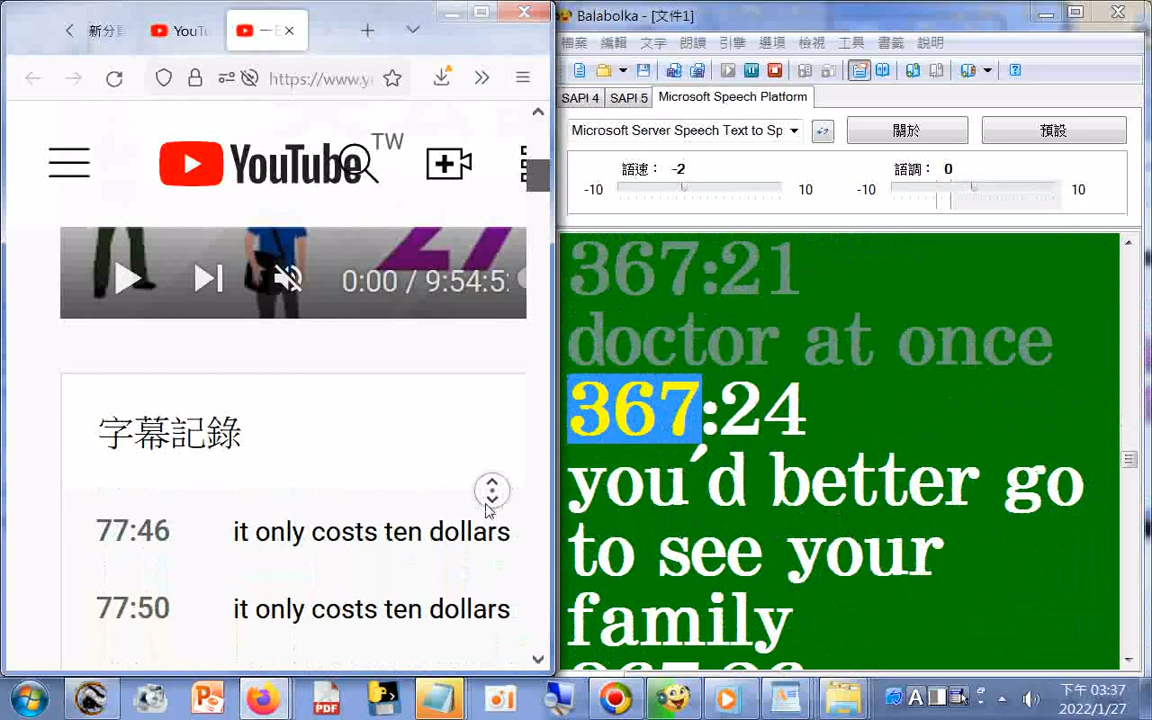 新分
YouTu
一 E
https://www.y
YouTube TW
27
0:00 / 9:54:5
字幕記錄
77:46 it only costs ten dollars
77:50 it only costs ten dollars
Balabolka - [文件1]
檔案 編輯 文字 朗讀 引擎 選項 檢視 工具 書義 說明
SAPI 4 SAPI 5 Microsoft Speech Platform
Microsoft Server Speech Text to Sp
關於 預設
語速： -2 語調： 0
-10 10 -10 10
367:21
doctor at once
367:24
you´d better go
to see your
family
PDF
A
下午 03:37
2022/1/27